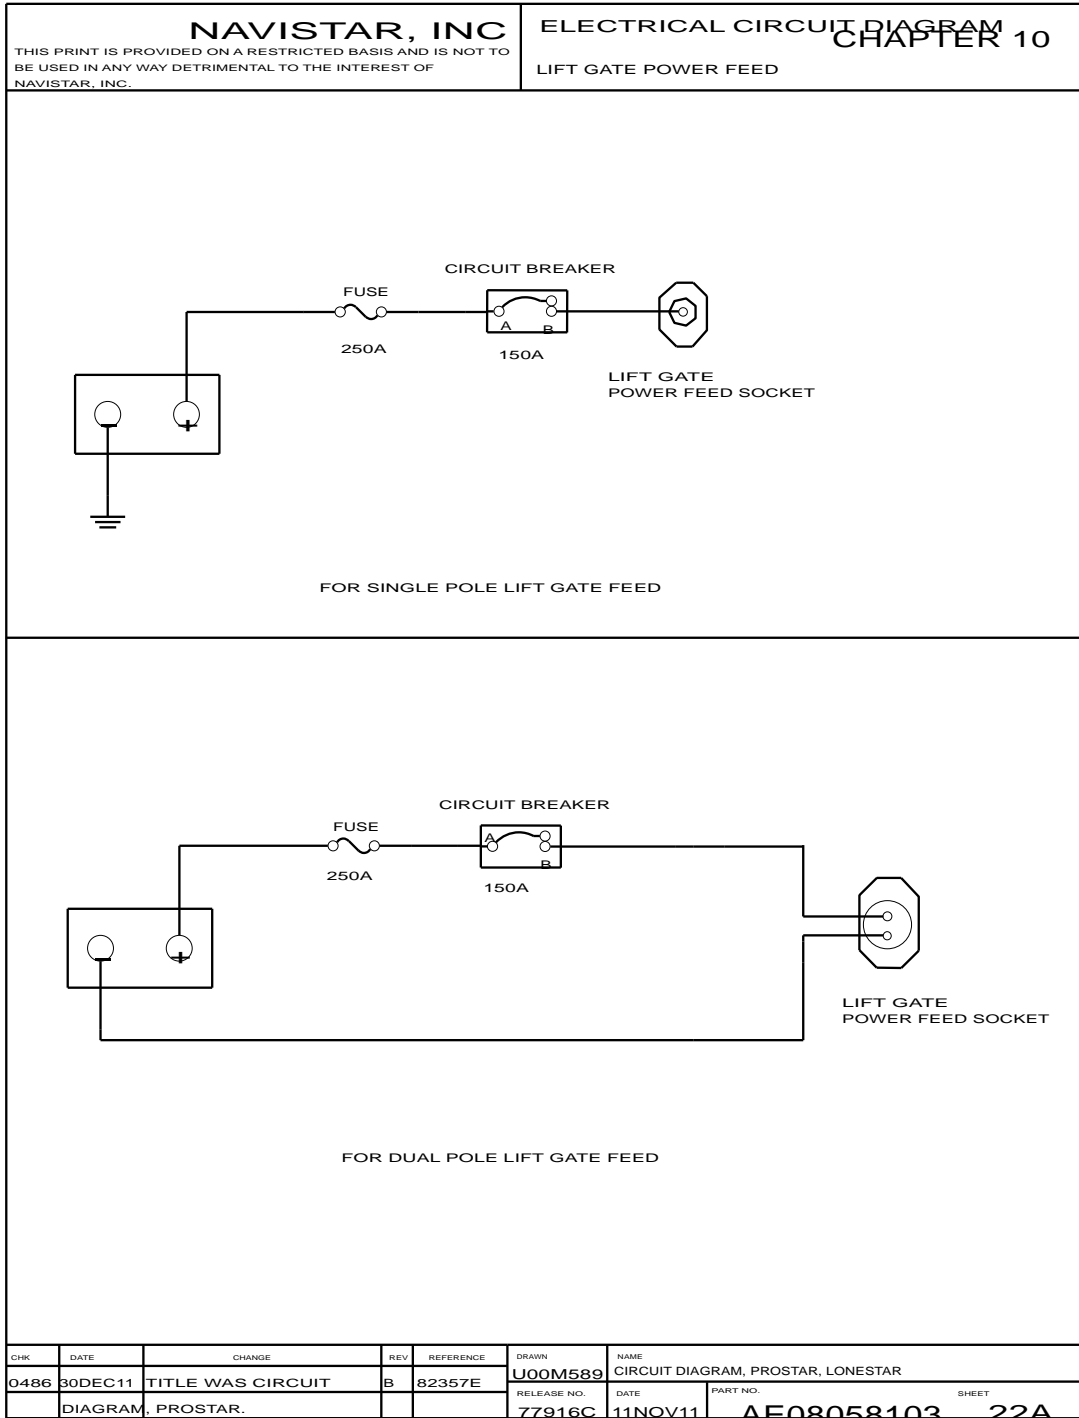 NAVISTAR, INC
THIS PRINT IS PROVIDED ON A RESTRICTED BASIS AND IS NOT TO
BE USED IN ANY WAY DETRIMENTAL TO THE INTEREST OF
NAVISTAR, INC.
ELECTRICAL CIRCUIT DIAGRAM
CHAPTER 10
LIFT GATE POWER FEED
CIRCUIT BREAKER
FUSE
A B
250A
150A
LIFT GATE
POWER FEED SOCKET
- +
FOR SINGLE POLE LIFT GATE FEED
CIRCUIT BREAKER
FUSE
A
B
250A
150A
- +
LIFT GATE
POWER FEED SOCKET
FOR DUAL POLE LIFT GATE FEED
CHK DATE CHANGE REV REFERENCE
0486 30DEC11 TITLE WAS CIRCUIT B 82357E
DIAGRAM, PROSTAR.
DRAWN
U00M589
NAME
CIRCUIT DIAGRAM, PROSTAR, LONESTAR
RELEASE NO.
77916C
DATE
11NOV11
PART NO.
AE08058103
SHEET
22A